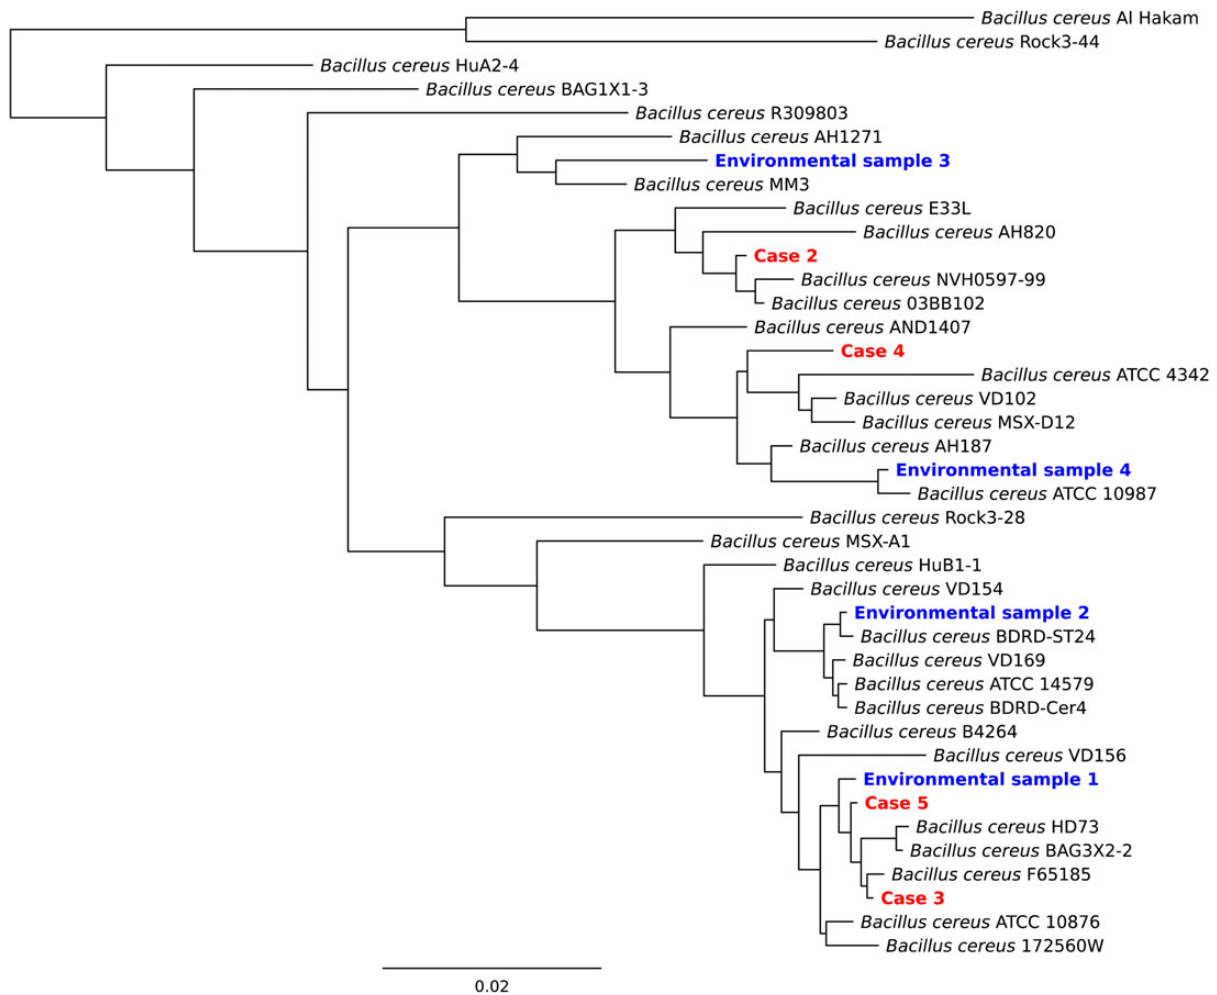 Bacillus cereus Al Hakam
Bacillus cereus Rock3-44
Bacillus cereus HuA2-4
Bacillus cereus BAG1X1-3
Bacillus cereus R309803
Bacillus cereus AH1271
Environmental sample 3
Bacillus cereus MM3
Bacillus cereus E33L
Bacillus cereus AH820
Case 2
Bacillus cereus NVH0597-99
Bacillus cereus 03BB102
Bacillus cereus AND1407
Case 4
Bacillus cereus ATCC 4342
Bacillus cereus VD102
Bacillus cereus MSX-D12
Bacillus cereus AH187
Environmental sample 4
Bacillus cereus ATCC 10987
Bacillus cereus Rock3-28
Bacillus cereus MSX-A1
Bacillus cereus HuB1-1
Bacillus cereus VD154
Environmental sample 2
Bacillus cereus BDRD-ST24
Bacillus cereus VD169
Bacillus cereus ATCC 14579
Bacillus cereus BDRD-Cer4
Bacillus cereus B4264
Bacillus cereus VD156
Environmental sample 1
Case 5
Bacillus cereus HD73
Bacillus cereus BAG3X2-2
Bacillus cereus F65185
Case 3
Bacillus cereus ATCC 10876
Bacillus cereus 172560W
0.02